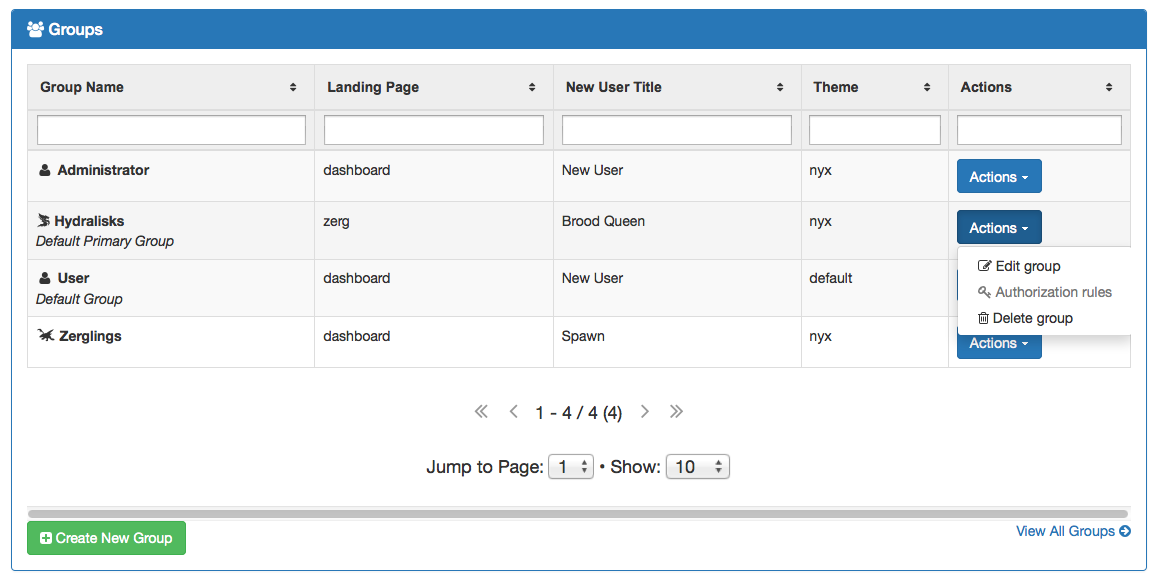 Groups
Group Name Landing Page New User Title Theme Actions
Administrator dashboard New User nyx Actions
Hydralisks zerg Brood Queen nyx Actions
Default Primary Group
Edit group
User dashboard New User default
Authorization rules
Default Group
Delete group
Zerglings dashboard Spawn nyx Actions
1 - 4 / 4 (4)
Jump to Page: 1 • Show: 10
Create New Group View All Groups